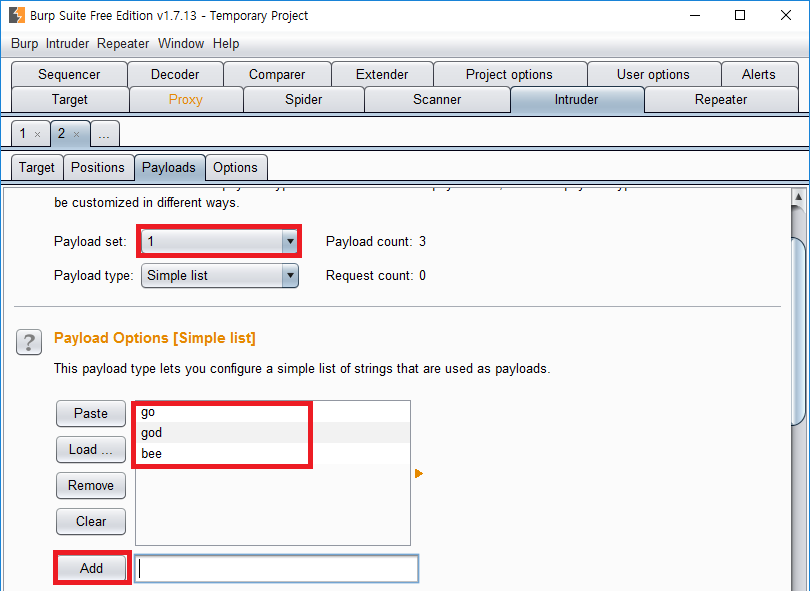 Burp Suite Free Edition v1.7.13 - Temporary Project
Burp Intruder Repeater Window Help
Sequencer Decoder Comparer Extender Project options User options Alerts
Target Proxy Spider Scanner Intruder Repeater
1 × 2 × ...
Target Positions Payloads Options
be customized in different ways.
Payload set: 1 Payload count: 3
Payload type: Simple list Request count: 0
? Payload Options [Simple list]
This payload type lets you configure a simple list of strings that are used as payloads.
Paste go
god
Load ... bee
Remove
Clear
Add